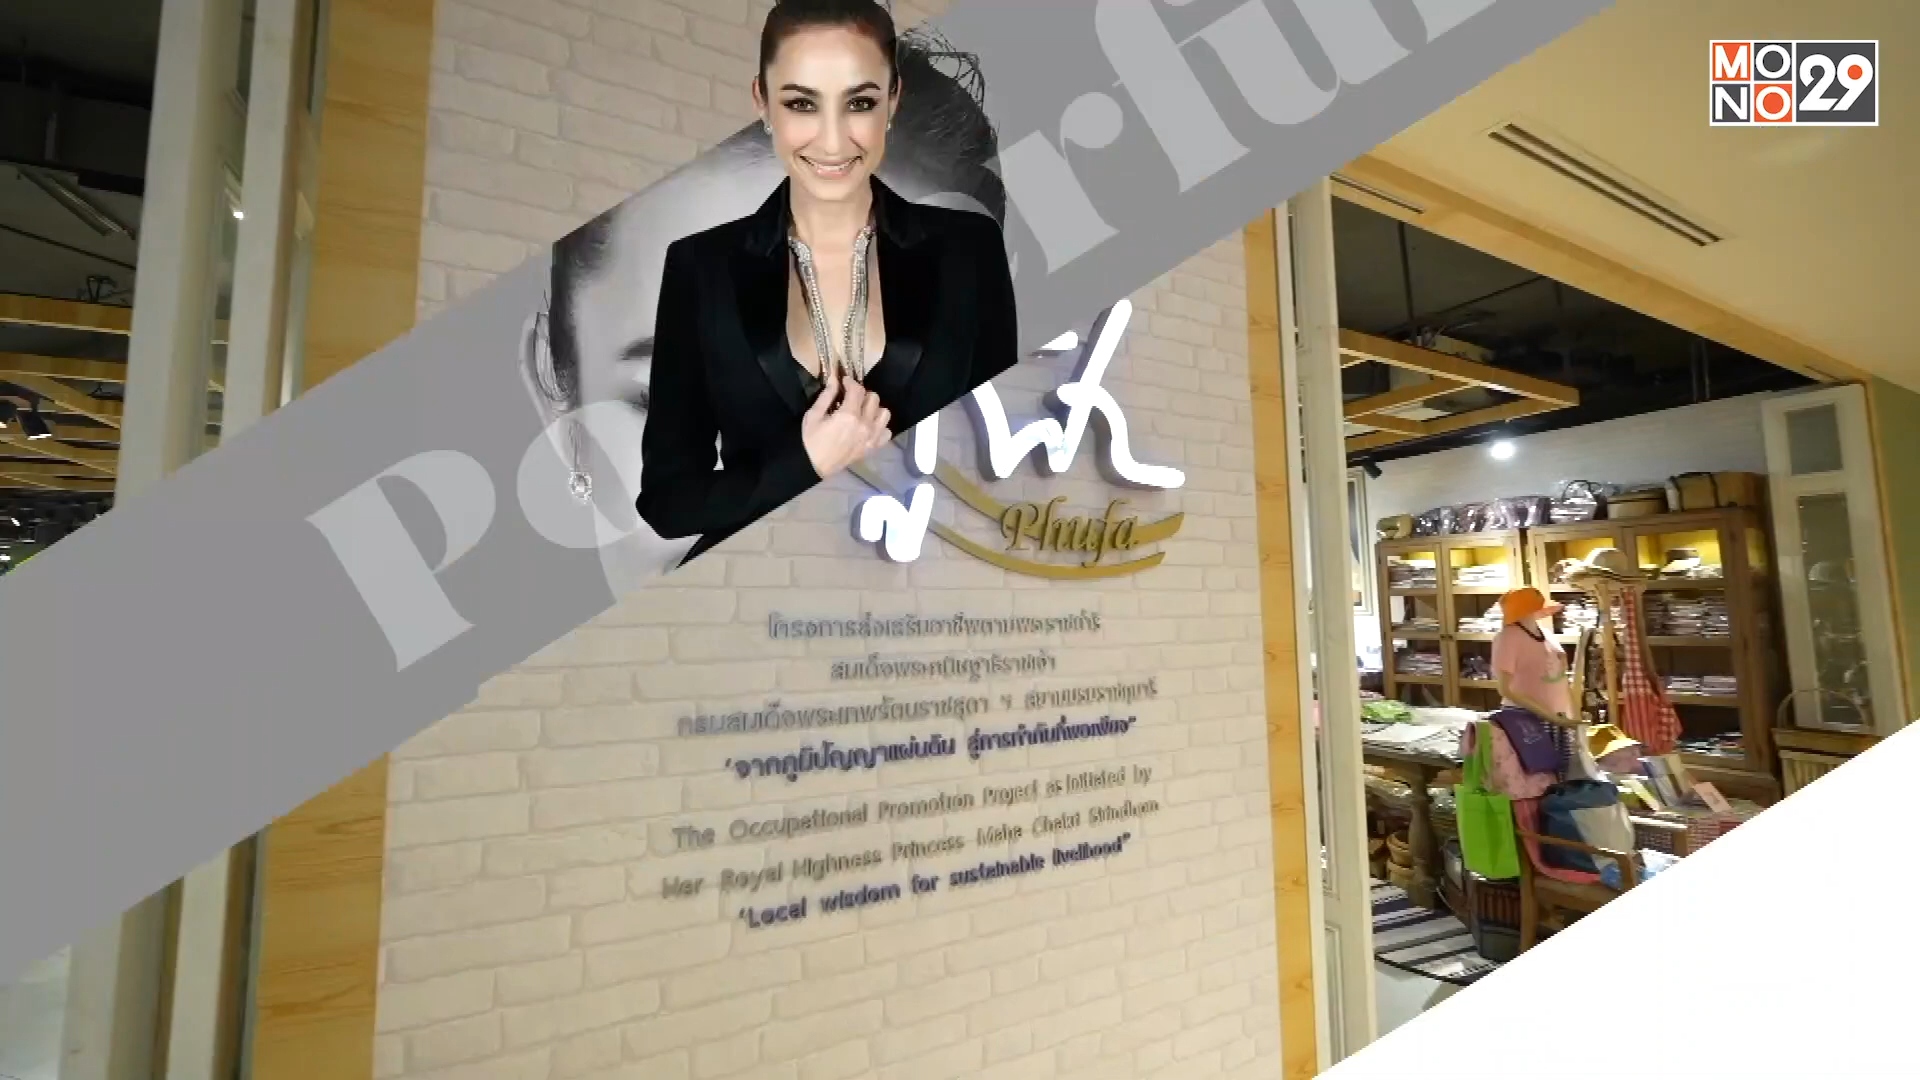 MONO 29
Phufa
โครงการส่งเสริมอาชีพตามพระราชดำริ
สมเด็จพระกนิษฐาธิราชเจ้า
กรมสมเด็จพระเทพรัตนราชสุดา ฯ สยามบรมราชกุมารี
"จากภูมิปัญญาแผ่นดิน สู่การทำกินที่พอเพียง"
The Occupational Promotion Project as initiated by
Her Royal Highness Princess Maha Chakri Sirindhorn
"Local wisdom for sustainable livelihood"